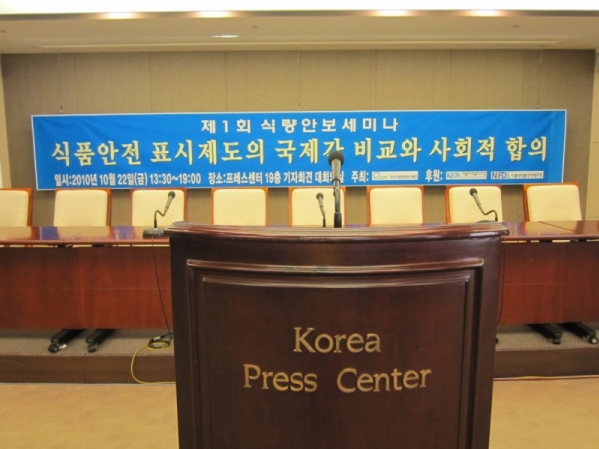 제1회 식량안보세미나
식품안전 표시제도의 국제간 비교와 사회적 합의
일시:2010년 10월 22일(금) 13:30~19:00 장소:프레스센터 19층 기자회견 주최: 후원:
Korea
Press Center